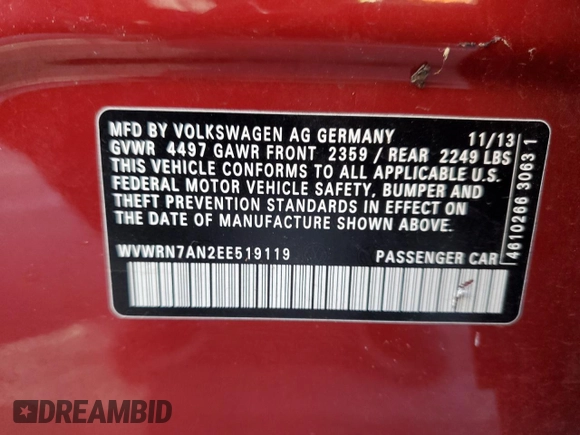 MFD BY VOLKSWAGEN AG GERMANY 11/13
GVWR 4497 GAWR FRONT 2359 / REAR 2249 LBS
THIS VEHICLE CONFORMS TO ALL APPLICABLE U.S.
FEDERAL MOTOR VEHICLE SAFETY, BUMPER AND
THEFT PREVENTION STANDARDS IN EFFECT ON
THE DATE OF MANUFACTURE SHOWN ABOVE.
WVWRN7AN2EE519119 PASSENGER CAR
4610266 3063 1
DREAMBID